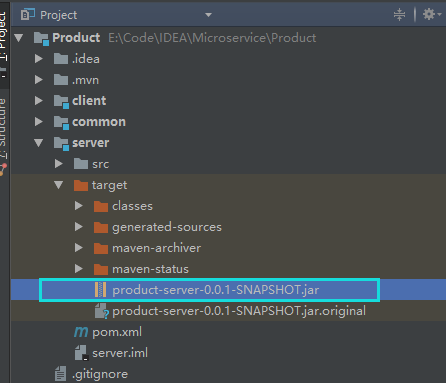 Project
1: Project
7: Structure
Product E:\Code\IDEA\Microservice\Product
.idea
.mvn
client
common
server
src
target
classes
generated-sources
maven-archiver
maven-status
product-server-0.0.1-SNAPSHOT.jar
product-server-0.0.1-SNAPSHOT.jar.original
pom.xml
server.iml
.gitignore